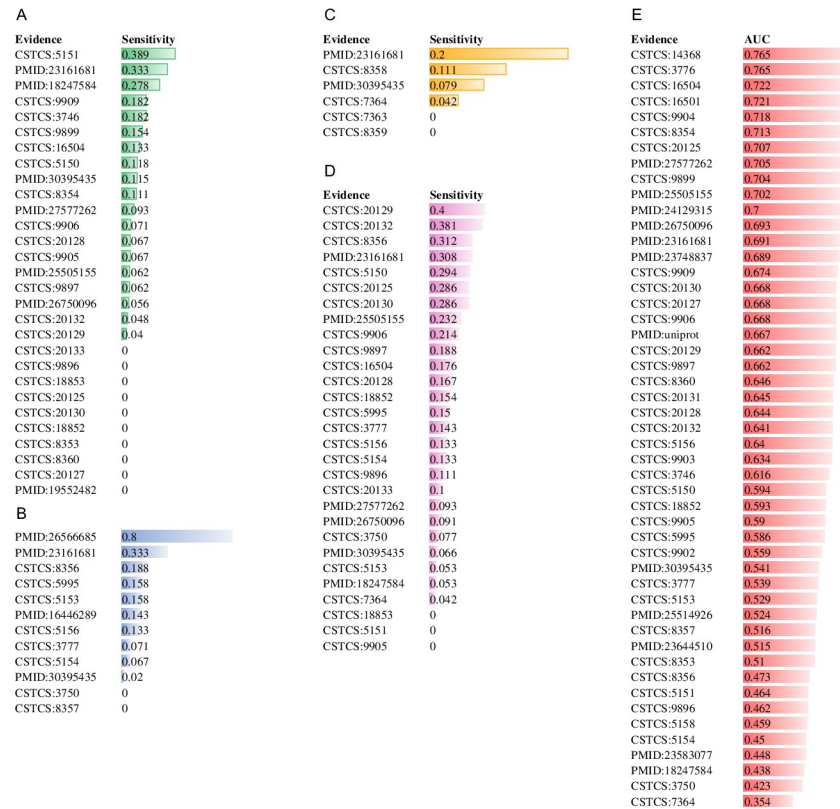 A
Evidence Sensitivity
CSTCS:5151 0.389
PMID:23161681 0.333
PMID:18247584 0.278
CSTCS:9909 0.182
CSTCS:3746 0.182
CSTCS:9899 0.154
CSTCS:16504 0.133
CSTCS:5150 0.118
PMID:30395435 0.115
CSTCS:8354 0.111
PMID:27577262 0.093
CSTCS:9906 0.071
CSTCS:20128 0.067
CSTCS:9905 0.067
PMID:25505155 0.062
CSTCS:9897 0.062
PMID:26750096 0.056
CSTCS:20132 0.048
CSTCS:20129 0.04
CSTCS:20133 0
CSTCS:9896 0
CSTCS:18853 0
CSTCS:20125 0
CSTCS:20130 0
CSTCS:18852 0
CSTCS:8353 0
CSTCS:8360 0
CSTCS:20127 0
PMID:19552482 0
B
PMID:26566685 0.8
PMID:23161681 0.333
CSTCS:8356 0.188
CSTCS:5995 0.158
CSTCS:5153 0.158
PMID:16446289 0.143
CSTCS:5156 0.133
CSTCS:3777 0.071
CSTCS:5154 0.067
PMID:30395435 0.02
CSTCS:3750 0
CSTCS:8357 0
C
Evidence Sensitivity
PMID:23161681 0.2
CSTCS:8358 0.111
PMID:30395435 0.079
CSTCS:7364 0.042
CSTCS:7363 0
CSTCS:8359 0
D
Evidence Sensitivity
CSTCS:20129 0.4
CSTCS:20132 0.381
CSTCS:8356 0.312
PMID:23161681 0.308
CSTCS:5150 0.294
CSTCS:20125 0.286
CSTCS:20130 0.286
PMID:25505155 0.232
CSTCS:9906 0.214
CSTCS:9897 0.188
CSTCS:16504 0.176
CSTCS:20128 0.167
CSTCS:18852 0.154
CSTCS:5995 0.15
CSTCS:3777 0.143
CSTCS:5156 0.133
CSTCS:5154 0.133
CSTCS:9896 0.111
CSTCS:20133 0.1
PMID:27577262 0.093
PMID:26750096 0.091
CSTCS:3750 0.077
PMID:30395435 0.066
CSTCS:5153 0.053
PMID:18247584 0.053
CSTCS:7364 0.042
CSTCS:18853 0
CSTCS:5151 0
CSTCS:9905 0
E
Evidence AUC
CSTCS:14368 0.765
CSTCS:3776 0.765
CSTCS:16504 0.722
CSTCS:16501 0.721
CSTCS:9904 0.718
CSTCS:8354 0.713
CSTCS:20125 0.707
PMID:27577262 0.705
CSTCS:9899 0.704
PMID:25505155 0.702
PMID:24129315 0.7
PMID:26750096 0.693
PMID:23161681 0.691
PMID:23748837 0.689
CSTCS:9909 0.674
CSTCS:20130 0.668
CSTCS:20127 0.668
CSTCS:9906 0.668
PMID:uniprot 0.667
CSTCS:20129 0.662
CSTCS:9897 0.662
CSTCS:8360 0.646
CSTCS:20131 0.645
CSTCS:20128 0.644
CSTCS:20132 0.641
CSTCS:5156 0.64
CSTCS:9903 0.634
CSTCS:3746 0.616
CSTCS:5150 0.594
CSTCS:18852 0.593
CSTCS:9905 0.59
CSTCS:5995 0.586
CSTCS:9902 0.559
PMID:30395435 0.541
CSTCS:3777 0.539
CSTCS:5153 0.529
PMID:25514926 0.524
CSTCS:8357 0.516
PMID:23644510 0.515
CSTCS:8353 0.51
CSTCS:8356 0.473
CSTCS:5151 0.464
CSTCS:9896 0.462
CSTCS:5158 0.459
CSTCS:5154 0.45
PMID:23583077 0.448
PMID:18247584 0.438
CSTCS:3750 0.423
CSTCS:7364 0.354